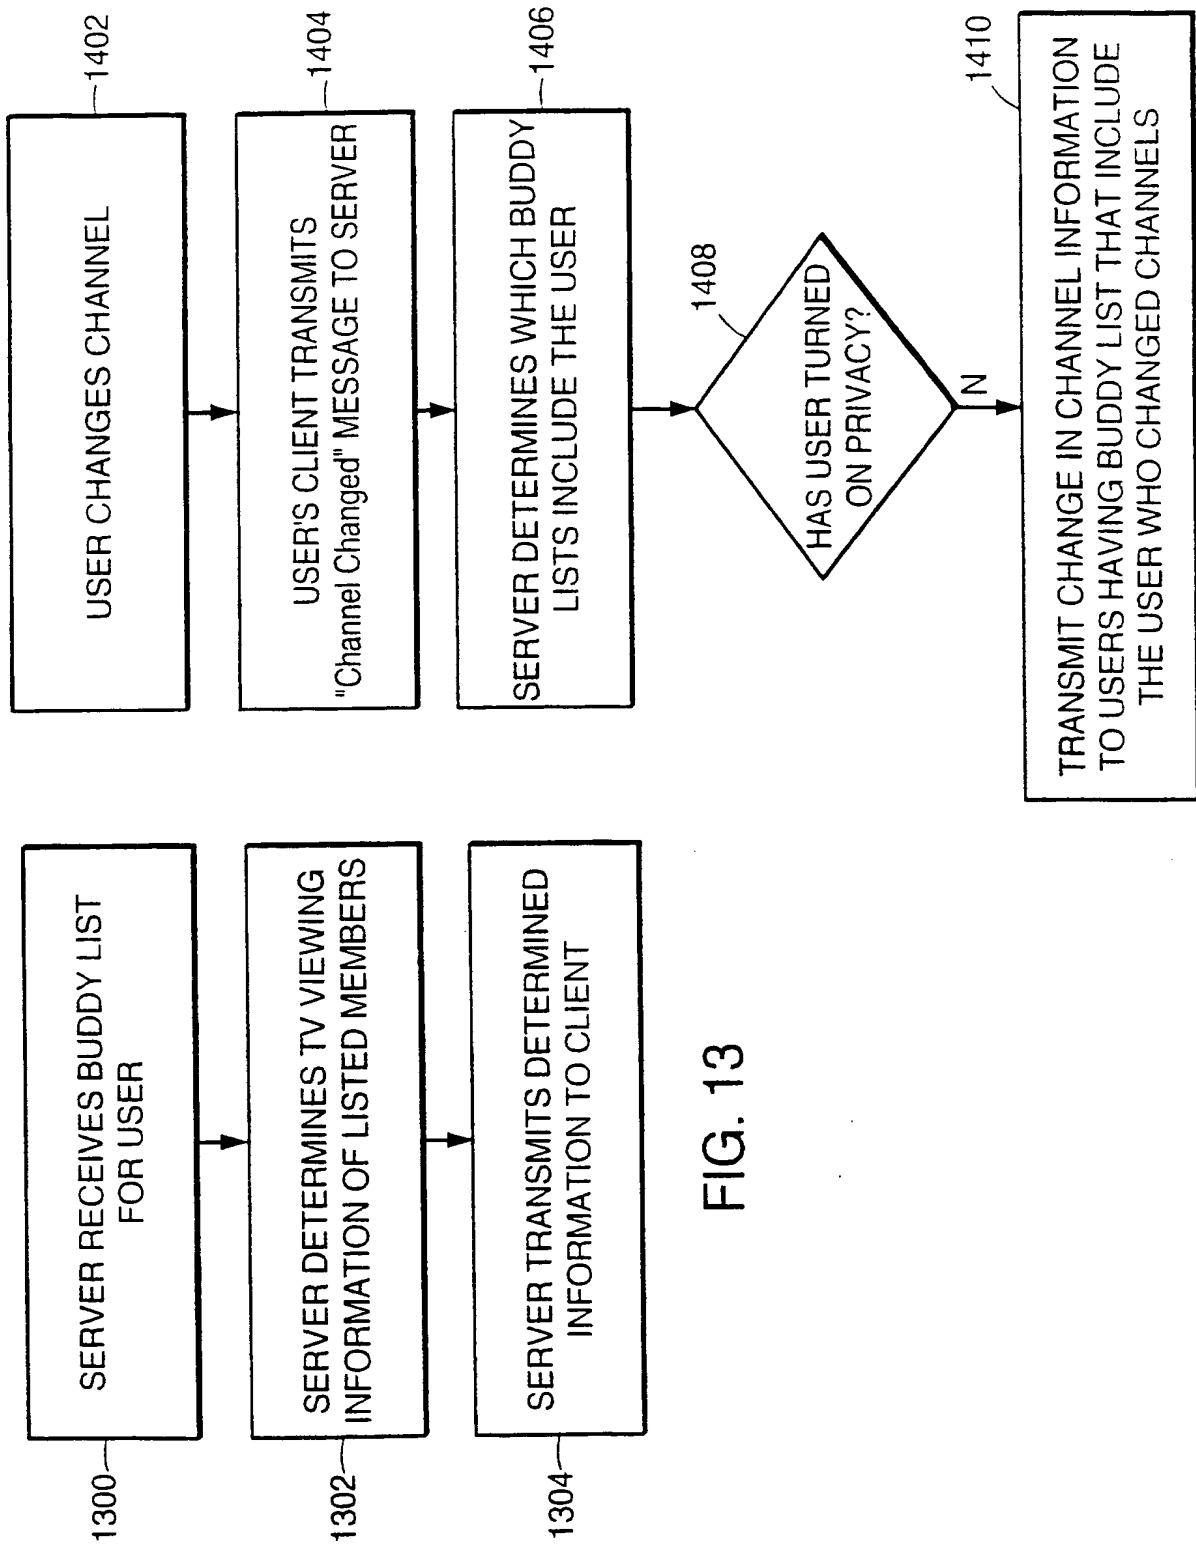 1300
SERVER RECEIVES BUDDY LIST
FOR USER
1302
SERVER DETERMINES TV VIEWING
INFORMATION OF LISTED MEMBERS
1304
SERVER TRANSMITS DETERMINED
INFORMATION TO CLIENT
FIG. 13
1402
USER CHANGES CHANNEL
1404
USER'S CLIENT TRANSMITS
"Channel Changed" MESSAGE TO SERVER
1406
SERVER DETERMINES WHICH BUDDY
LISTS INCLUDE THE USER
1408
HAS USER TURNED
ON PRIVACY?
N
1410
TRANSMIT CHANGE IN CHANNEL INFORMATION
TO USERS HAVING BUDDY LIST THAT INCLUDE
THE USER WHO CHANGED CHANNELS